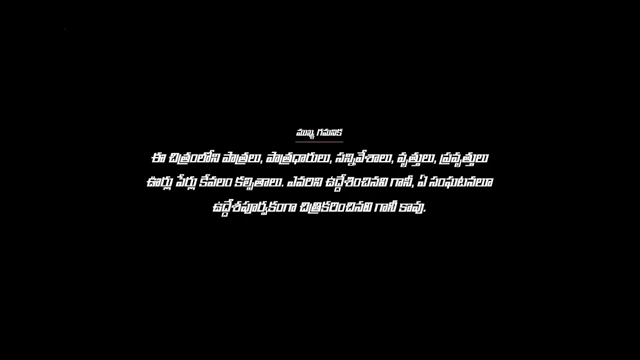 ముఖ్య గమనిక
ఈ చిత్రంలోని పాత్రలు, పాత్రధారులు, సన్నివేశాలు, వృత్తులు, ప్రవృత్తులు
ఊర్లు పేర్లు కేవలం కల్పితాలు. ఎవరిని ఉద్దేశించినవి గానీ, ఏ సంఘటనలూ
ఉద్దేశపూర్వకంగా చిత్రికరించినవి గానీ కావు.